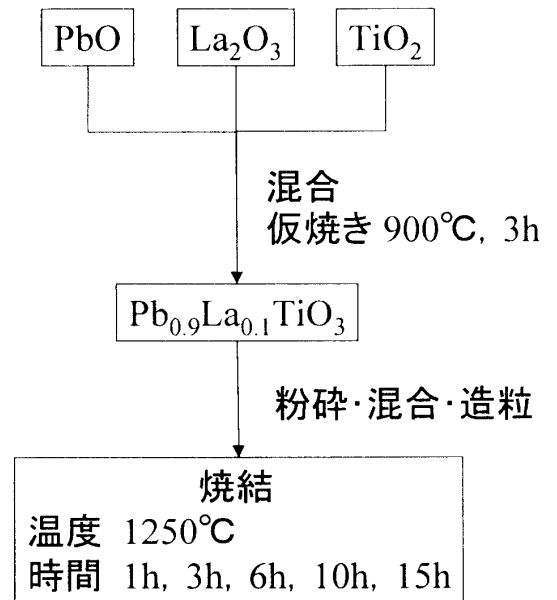 PbO La₂O₃ TiO₂
混合
仮焼き 900℃, 3h
Pb₀.₉La₀.₁TiO₃
粉砕･混合･造粒
焼結
温度 1250℃
時間 1h, 3h, 6h, 10h, 15h